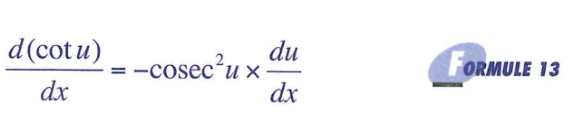 d(cot u)/dx = -cosec²u × du/dx
FORMULE 13